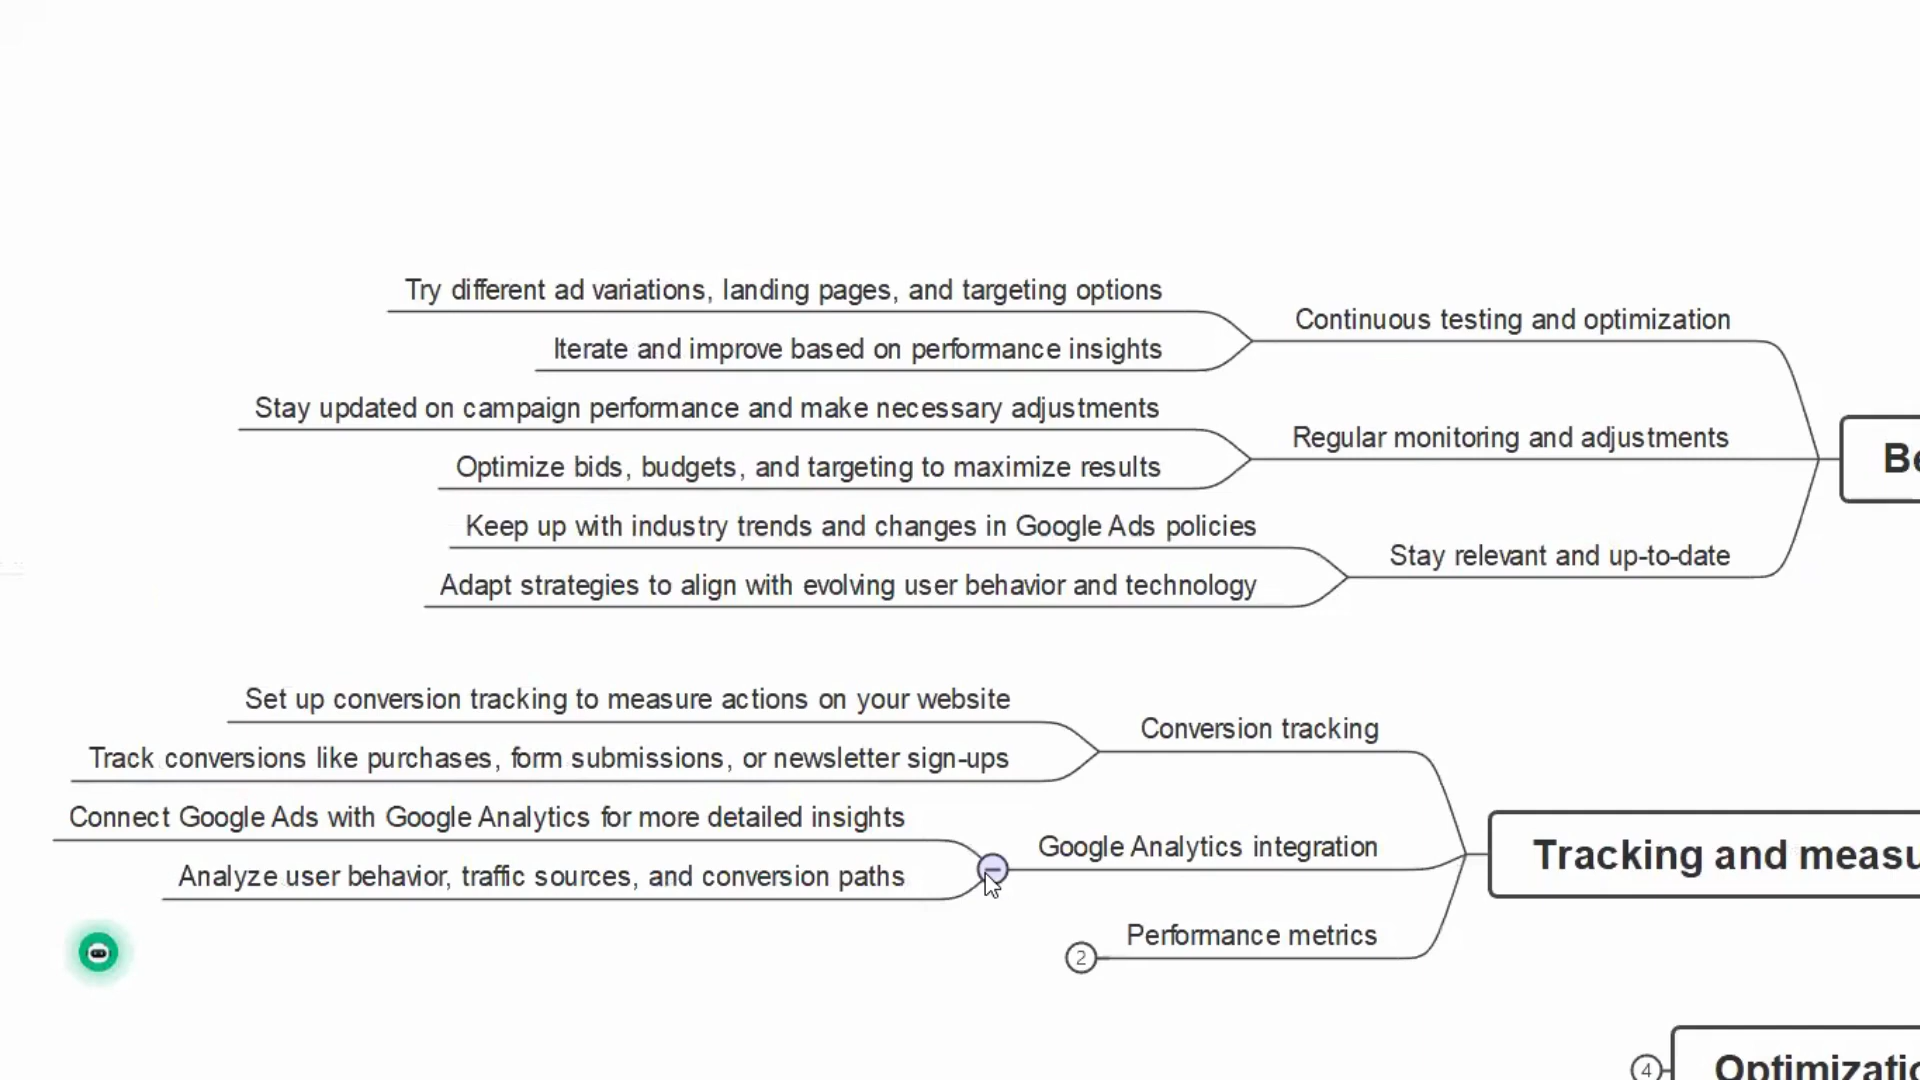 Try different ad variations, landing pages, and targeting options
Iterate and improve based on performance insights
Continuous testing and optimization
Stay updated on campaign performance and make necessary adjustments
Optimize bids, budgets, and targeting to maximize results
Regular monitoring and adjustments
Keep up with industry trends and changes in Google Ads policies
Adapt strategies to align with evolving user behavior and technology
Stay relevant and up-to-date
Be
Set up conversion tracking to measure actions on your website
Track conversions like purchases, form submissions, or newsletter sign-ups
Conversion tracking
Connect Google Ads with Google Analytics for more detailed insights
Analyze user behavior, traffic sources, and conversion paths
Google Analytics integration
Performance metrics
2
Tracking and measu
4
Optimizatio